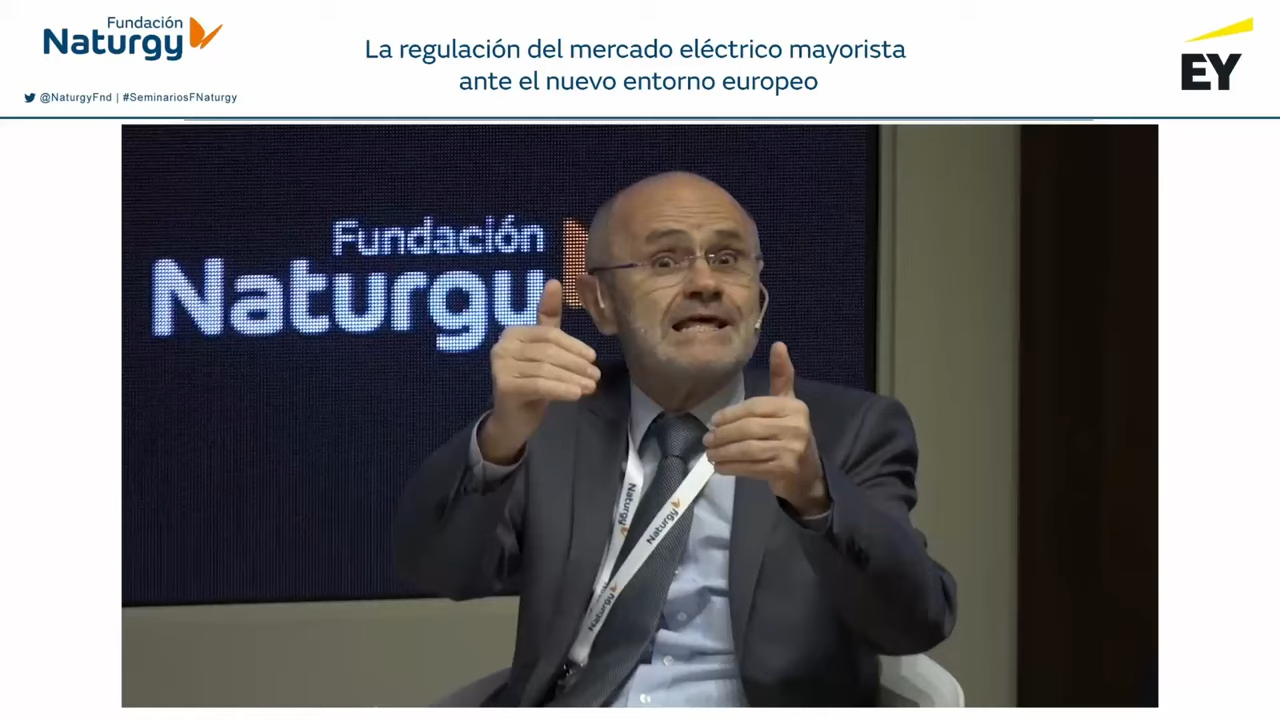 Fundación
Naturgy
@NaturgyFnd | #SeminariosFNaturgy
La regulación del mercado eléctrico mayorista
ante el nuevo entorno europeo
EY
Fundación
Naturgy
Naturgy
Naturgy
Naturgy